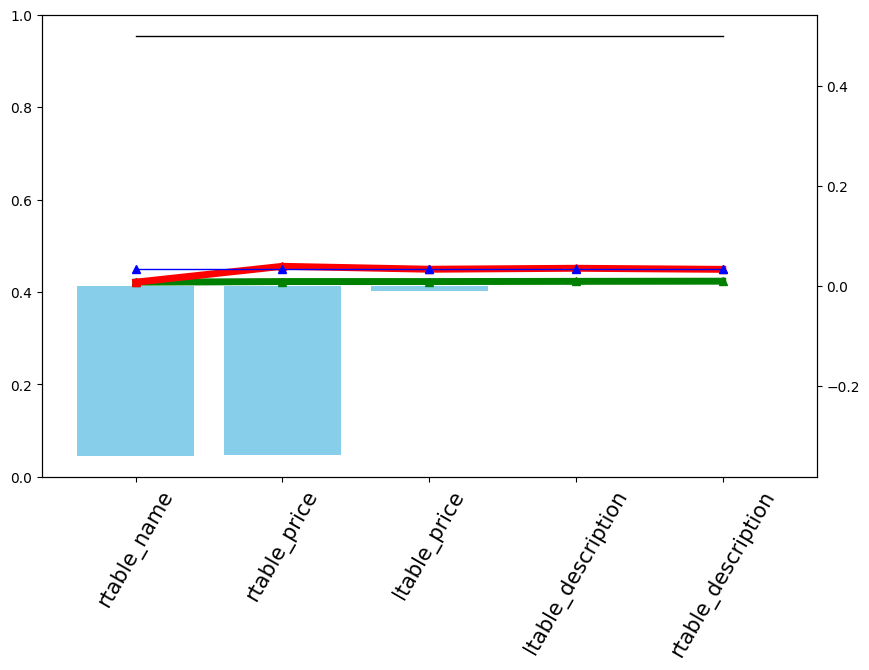 1.0
0.8
0.6
0.4
0.2
0.0
0.4
0.2
0.0
−0.2
rtable_name
rtable_price
ltable_price
ltable_description
rtable_description